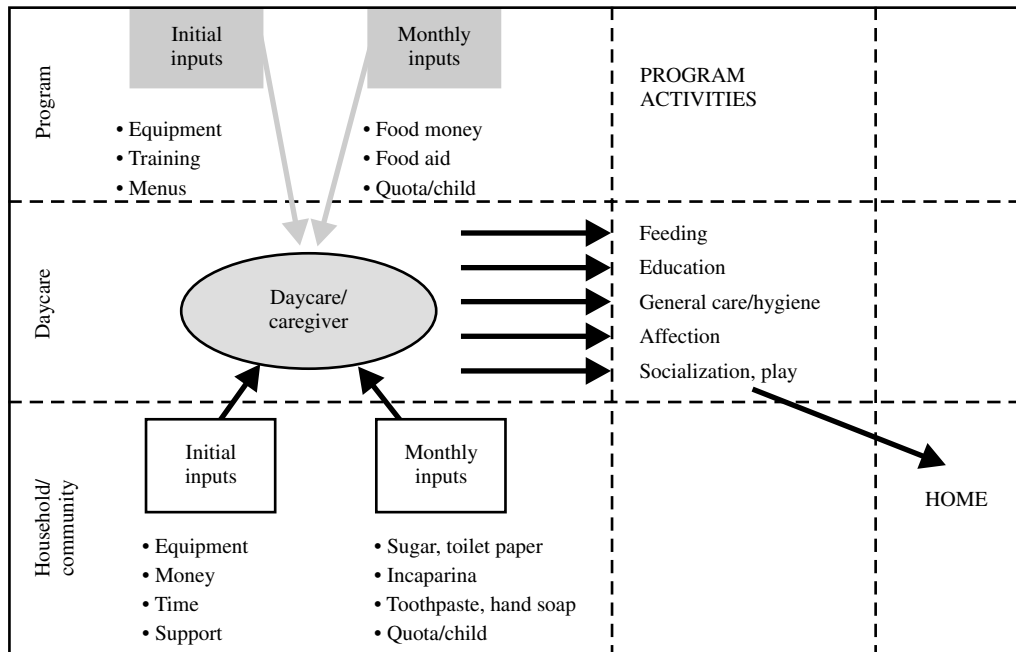 Program
Initial
inputs
Monthly
inputs
PROGRAM
ACTIVITIES
• Equipment
• Training
• Menus
• Food money
• Food aid
• Quota/child
Daycare
Daycare/
caregiver
Feeding
Education
General care/hygiene
Affection
Socialization, play
Household/
community
Initial
inputs
Monthly
inputs
HOME
• Equipment
• Money
• Time
• Support
• Sugar, toilet paper
• Incaparina
• Toothpaste, hand soap
• Quota/child